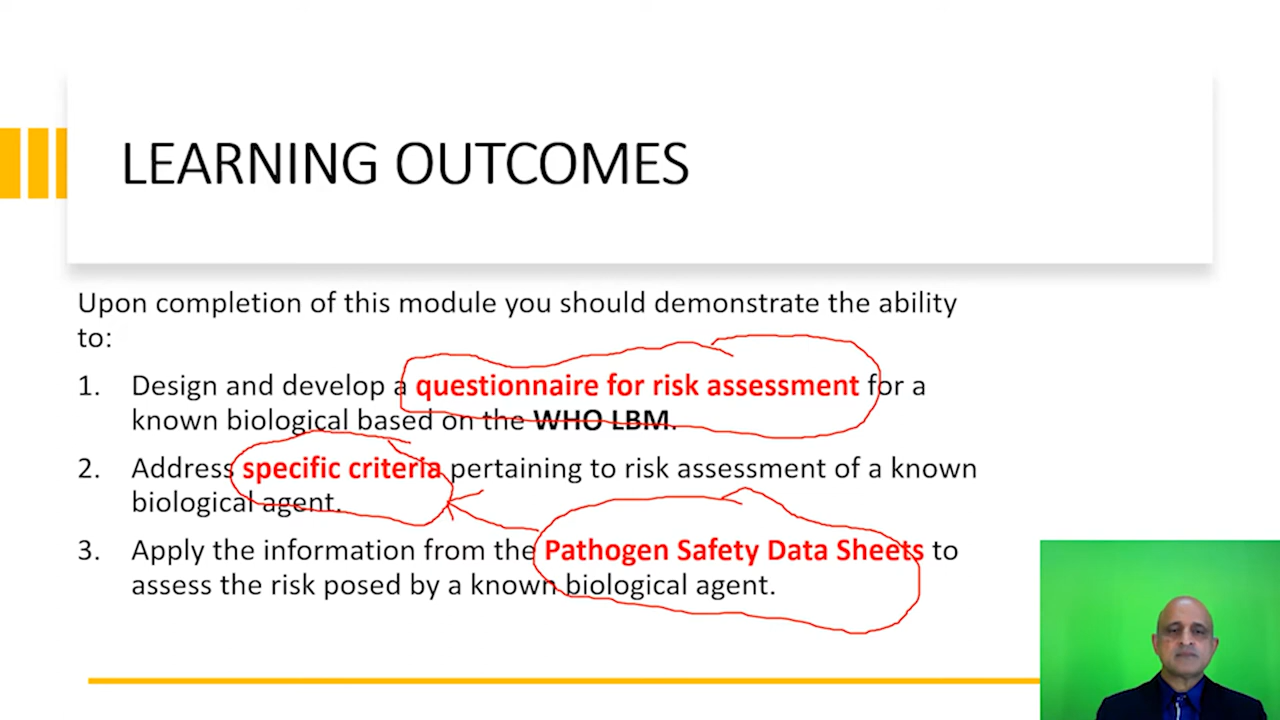 LEARNING OUTCOMES
Upon completion of this module you should demonstrate the ability
to:
1. Design and develop a questionnaire for risk assessment for a
known biological based on the WHO LBM.
2. Address specific criteria pertaining to risk assessment of a known
biological agent.
3. Apply the information from the Pathogen Safety Data Sheets to
assess the risk posed by a known biological agent.